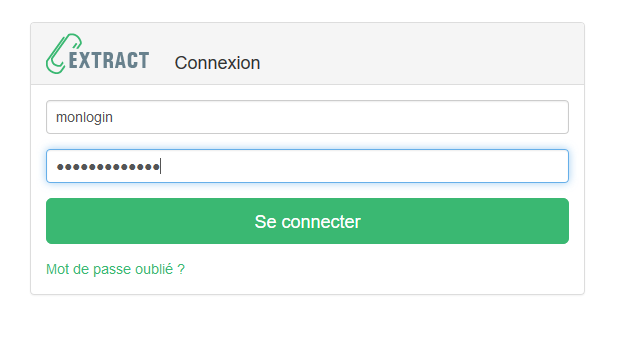 EXTRACT Connexion
monlogin
•••••••••••••
Se connecter
Mot de passe oublié ?